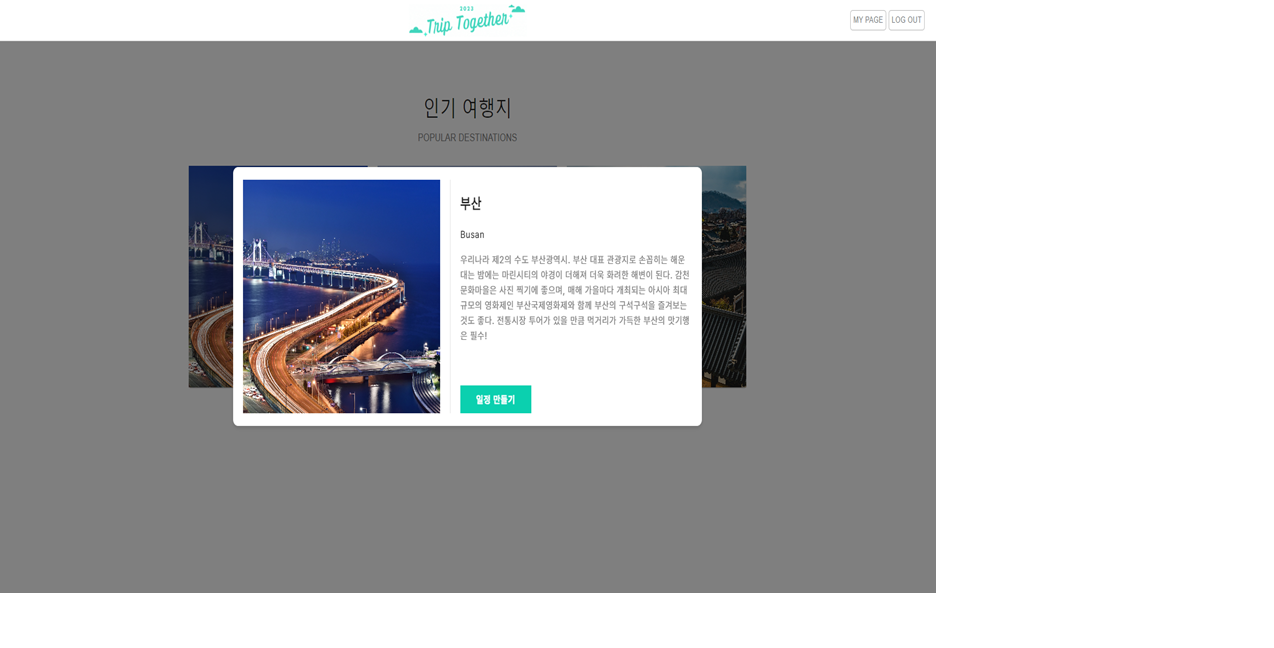 2023
Trip Together
MY PAGE
LOG OUT
인기 여행지
POPULAR DESTINATIONS
부산
Busan
우리나라 제2의 수도 부산광역시. 부산 대표 관광지로 손꼽히는 해운
대는 밤에는 마린시티의 야경이 더해져 더욱 화려한 해변이 된다. 감천
문화마을은 사진 찍기에 좋으며, 매해 가을마다 개최되는 아시아 최대
규모의 영화제인 부산국제영화제와 함께 부산의 구석구석을 즐겨보는
것도 좋다. 전통시장 투어가 있을 만큼 먹거리가 가득한 부산의 맛기행
은 필수!
일정 만들기